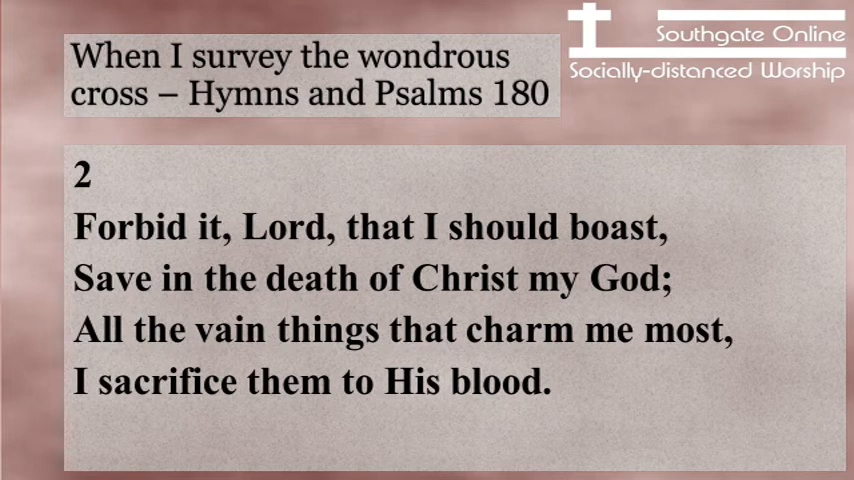 When I survey the wondrous
cross – Hymns and Psalms 180
Southgate Online
Socially-distanced Worship
2
Forbid it, Lord, that I should boast,
Save in the death of Christ my God;
All the vain things that charm me most,
I sacrifice them to His blood.